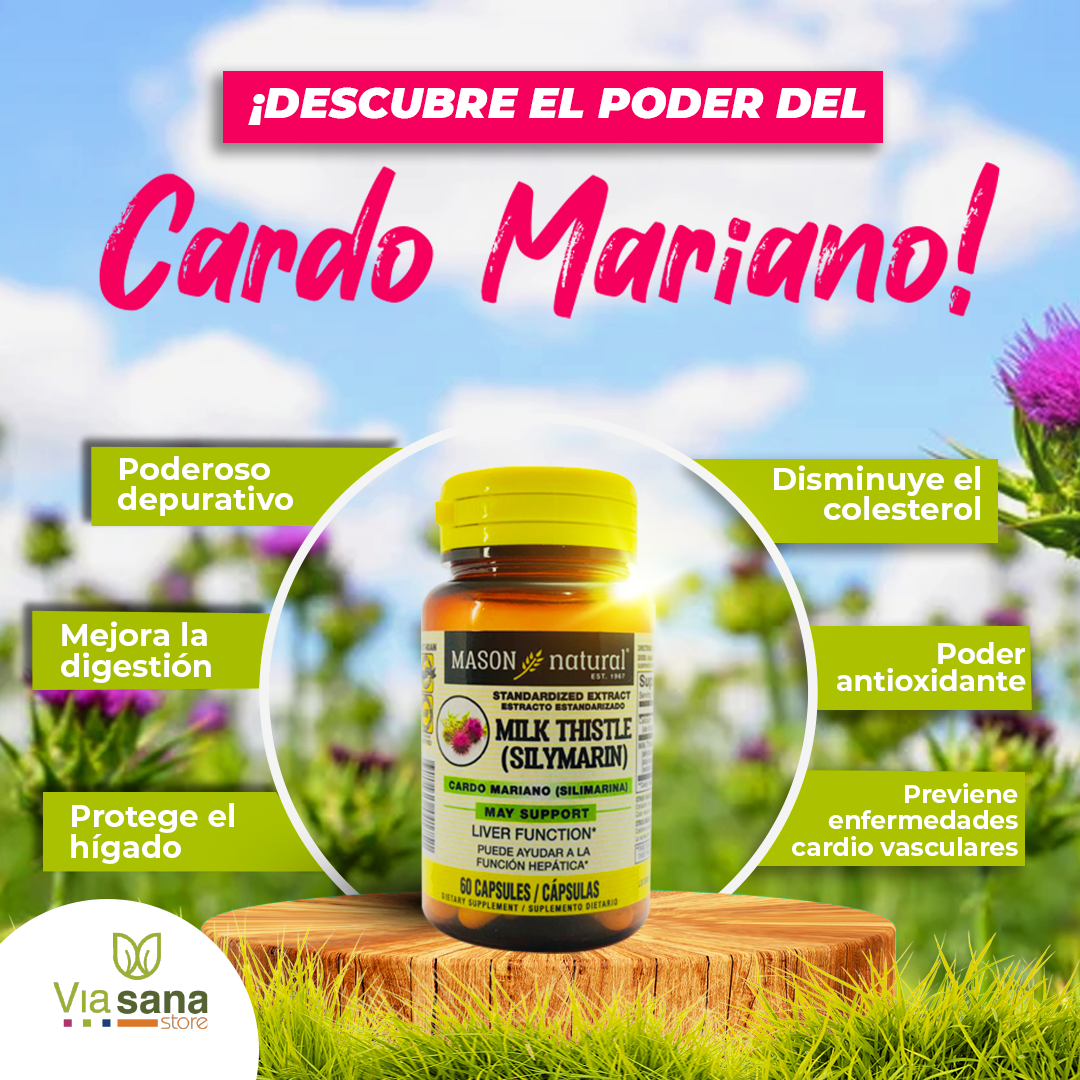 ¡DESCUBRE EL PODER DEL
Cardo Mariano!
Poderoso
depurativo
Disminuye el
colesterol
Mejora la
digestión
Poder
antioxidante
Protege el
hígado
Previene
enfermedades
cardio vasculares
MASON natural®
EST. 1967
STANDARDIZED EXTRACT
ESTRACTO ESTANDARIZADO
MILK THISTLE
(SILYMARIN)
CARDO MARIANO (SILIMARINA)
MAY SUPPORT
LIVER FUNCTION*
PUEDE AYUDAR A LA
FUNCIÓN HEPÁTICA*
60 CAPSULES / CÁPSULAS
DIETARY SUPPLEMENT / SUPLEMENTO DIETARIO
Via sana
store